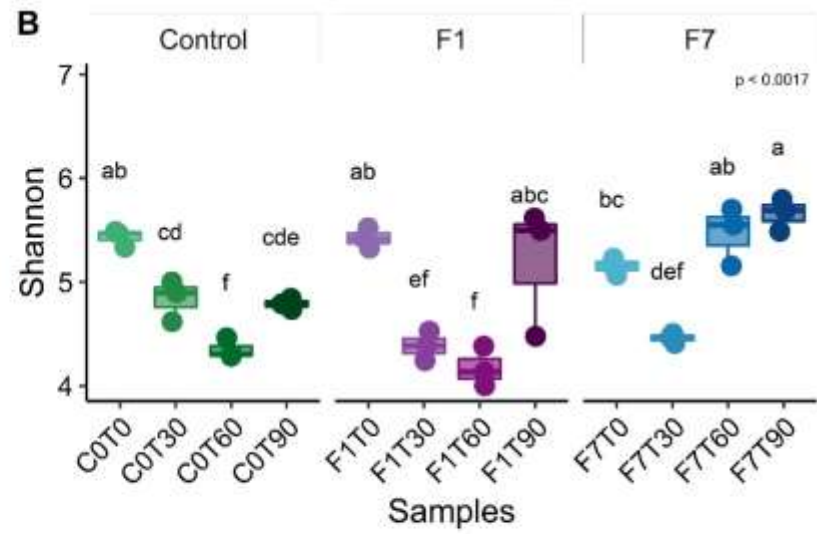 B
Control F1 F7
p < 0.0017
Shannon
7
6
5
4
ab cd f cde
ab ef f abc
bc def ab a
C0T0 C0T30 C0T60 C0T90 F1T0 F1T30 F1T60 F1T90 F7T0 F7T30 F7T60 F7T90
Samples